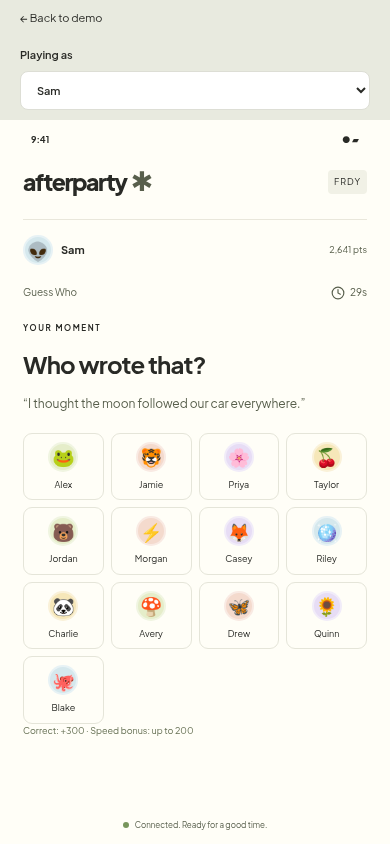 ← Back to demo
Playing as
Sam
9:41
afterparty ✱
FRDY
Sam
2,641 pts
Guess Who
29s
YOUR MOMENT
Who wrote that?
“I thought the moon followed our car everywhere.”
Alex
Jamie
Priya
Taylor
Jordan
Morgan
Casey
Riley
Charlie
Avery
Drew
Quinn
Blake
Correct: +300 · Speed bonus: up to 200
Connected. Ready for a good time.